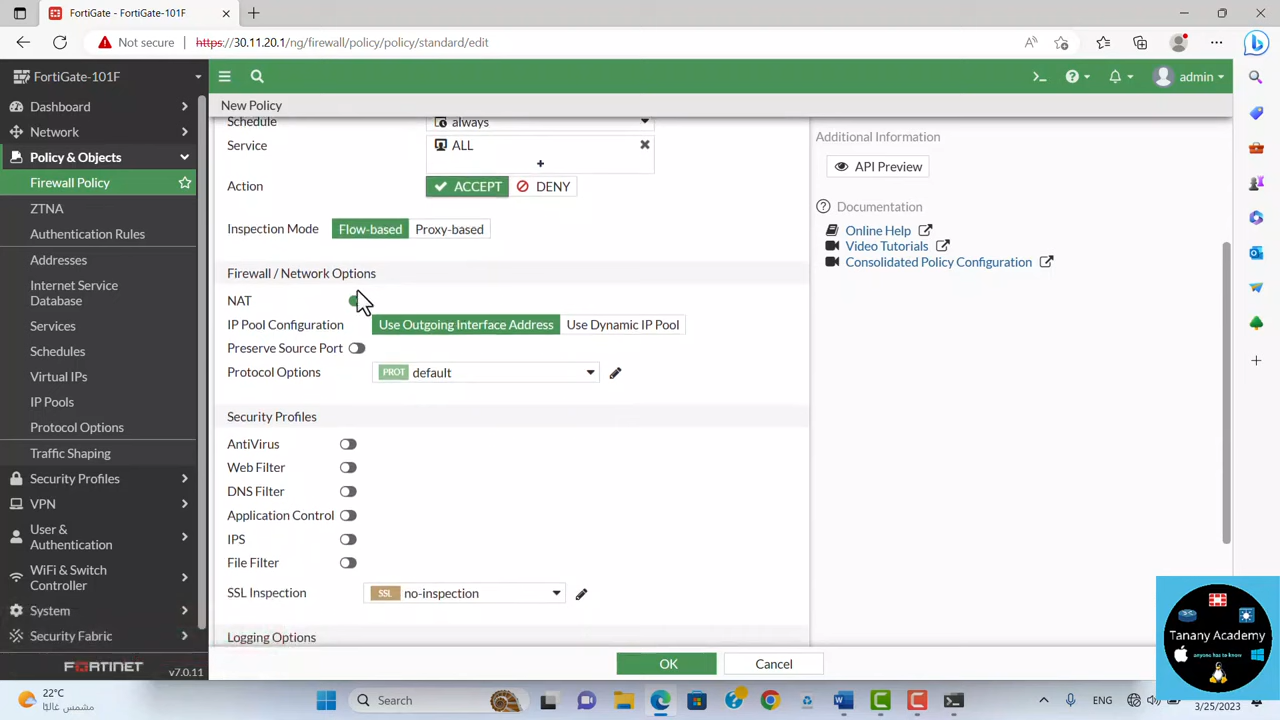 FortiGate - FortiGate-101F
Not secure
https://30.11.20.1/ng/firewall/policy/policy/standard/edit
FortiGate-101F
admin
Dashboard
Network
Policy & Objects
Firewall Policy
ZTNA
Authentication Rules
Addresses
Internet Service
Database
Services
Schedules
Virtual IPs
IP Pools
Protocol Options
Traffic Shaping
Security Profiles
VPN
User &
Authentication
WiFi & Switch
Controller
System
Security Fabric
FORTINET
v7.0.11
New Policy
Schedule
always
Service
ALL
Action
ACCEPT
DENY
Inspection Mode
Flow-based
Proxy-based
Firewall / Network Options
NAT
IP Pool Configuration
Use Outgoing Interface Address
Use Dynamic IP Pool
Preserve Source Port
Protocol Options
PROT
default
Security Profiles
AntiVirus
Web Filter
DNS Filter
Application Control
IPS
File Filter
SSL Inspection
SSL
no-inspection
Logging Options
OK
Cancel
Additional Information
API Preview
Documentation
Online Help
Video Tutorials
Consolidated Policy Configuration
Tanany Academy
anyone has to know
22°C
مشمس غالبًا
Search
ENG
3/25/2023